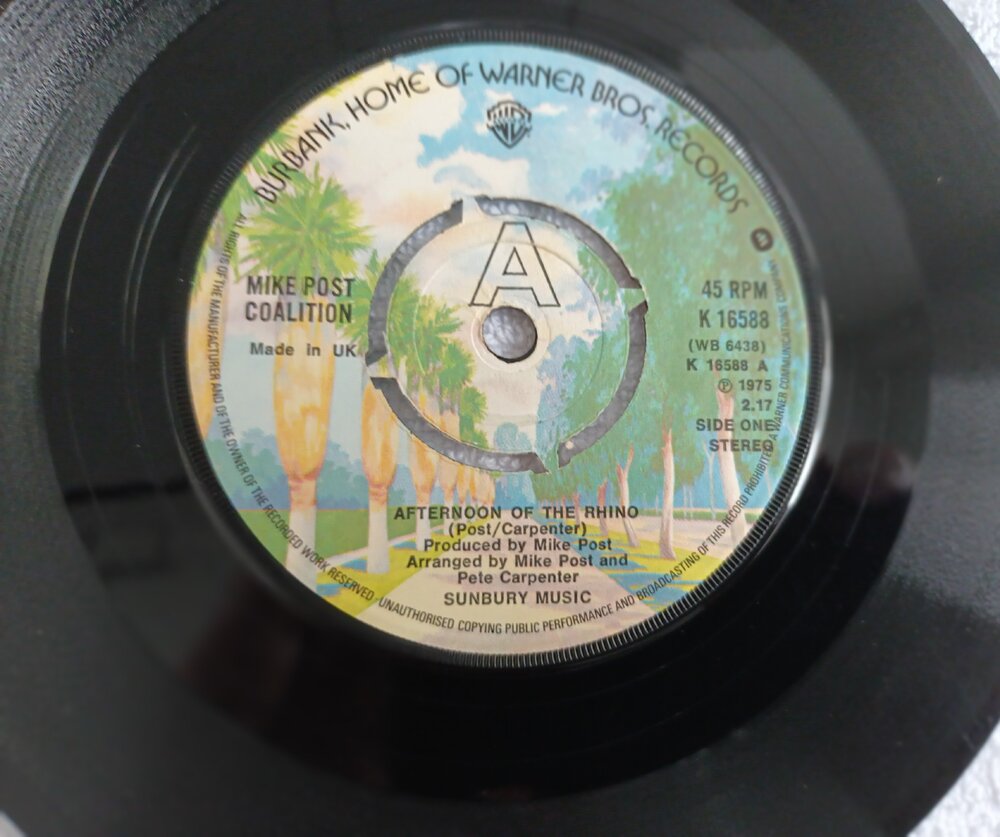 BURBANK, HOME OF WARNER BROS. RECORDS
A
MIKE POST
COALITION
Made in UK
45 RPM
K 16588
(WB 6438)
K 16588 A
℗ 1975
2.17
SIDE ONE
STEREO
AFTERNOON OF THE RHINO
(Post/Carpenter)
Produced by Mike Post
Arranged by Mike Post and
Pete Carpenter
SUNBURY MUSIC
ALL RIGHTS OF THE MANUFACTURER AND OF THE OWNER OF THE RECORDED WORK RESERVED - UNAUTHORISED COPYING PUBLIC PERFORMANCE AND BROADCASTING OF THIS RECORD PROHIBITED. A WARNER COMMUNICATIONS COMPANY